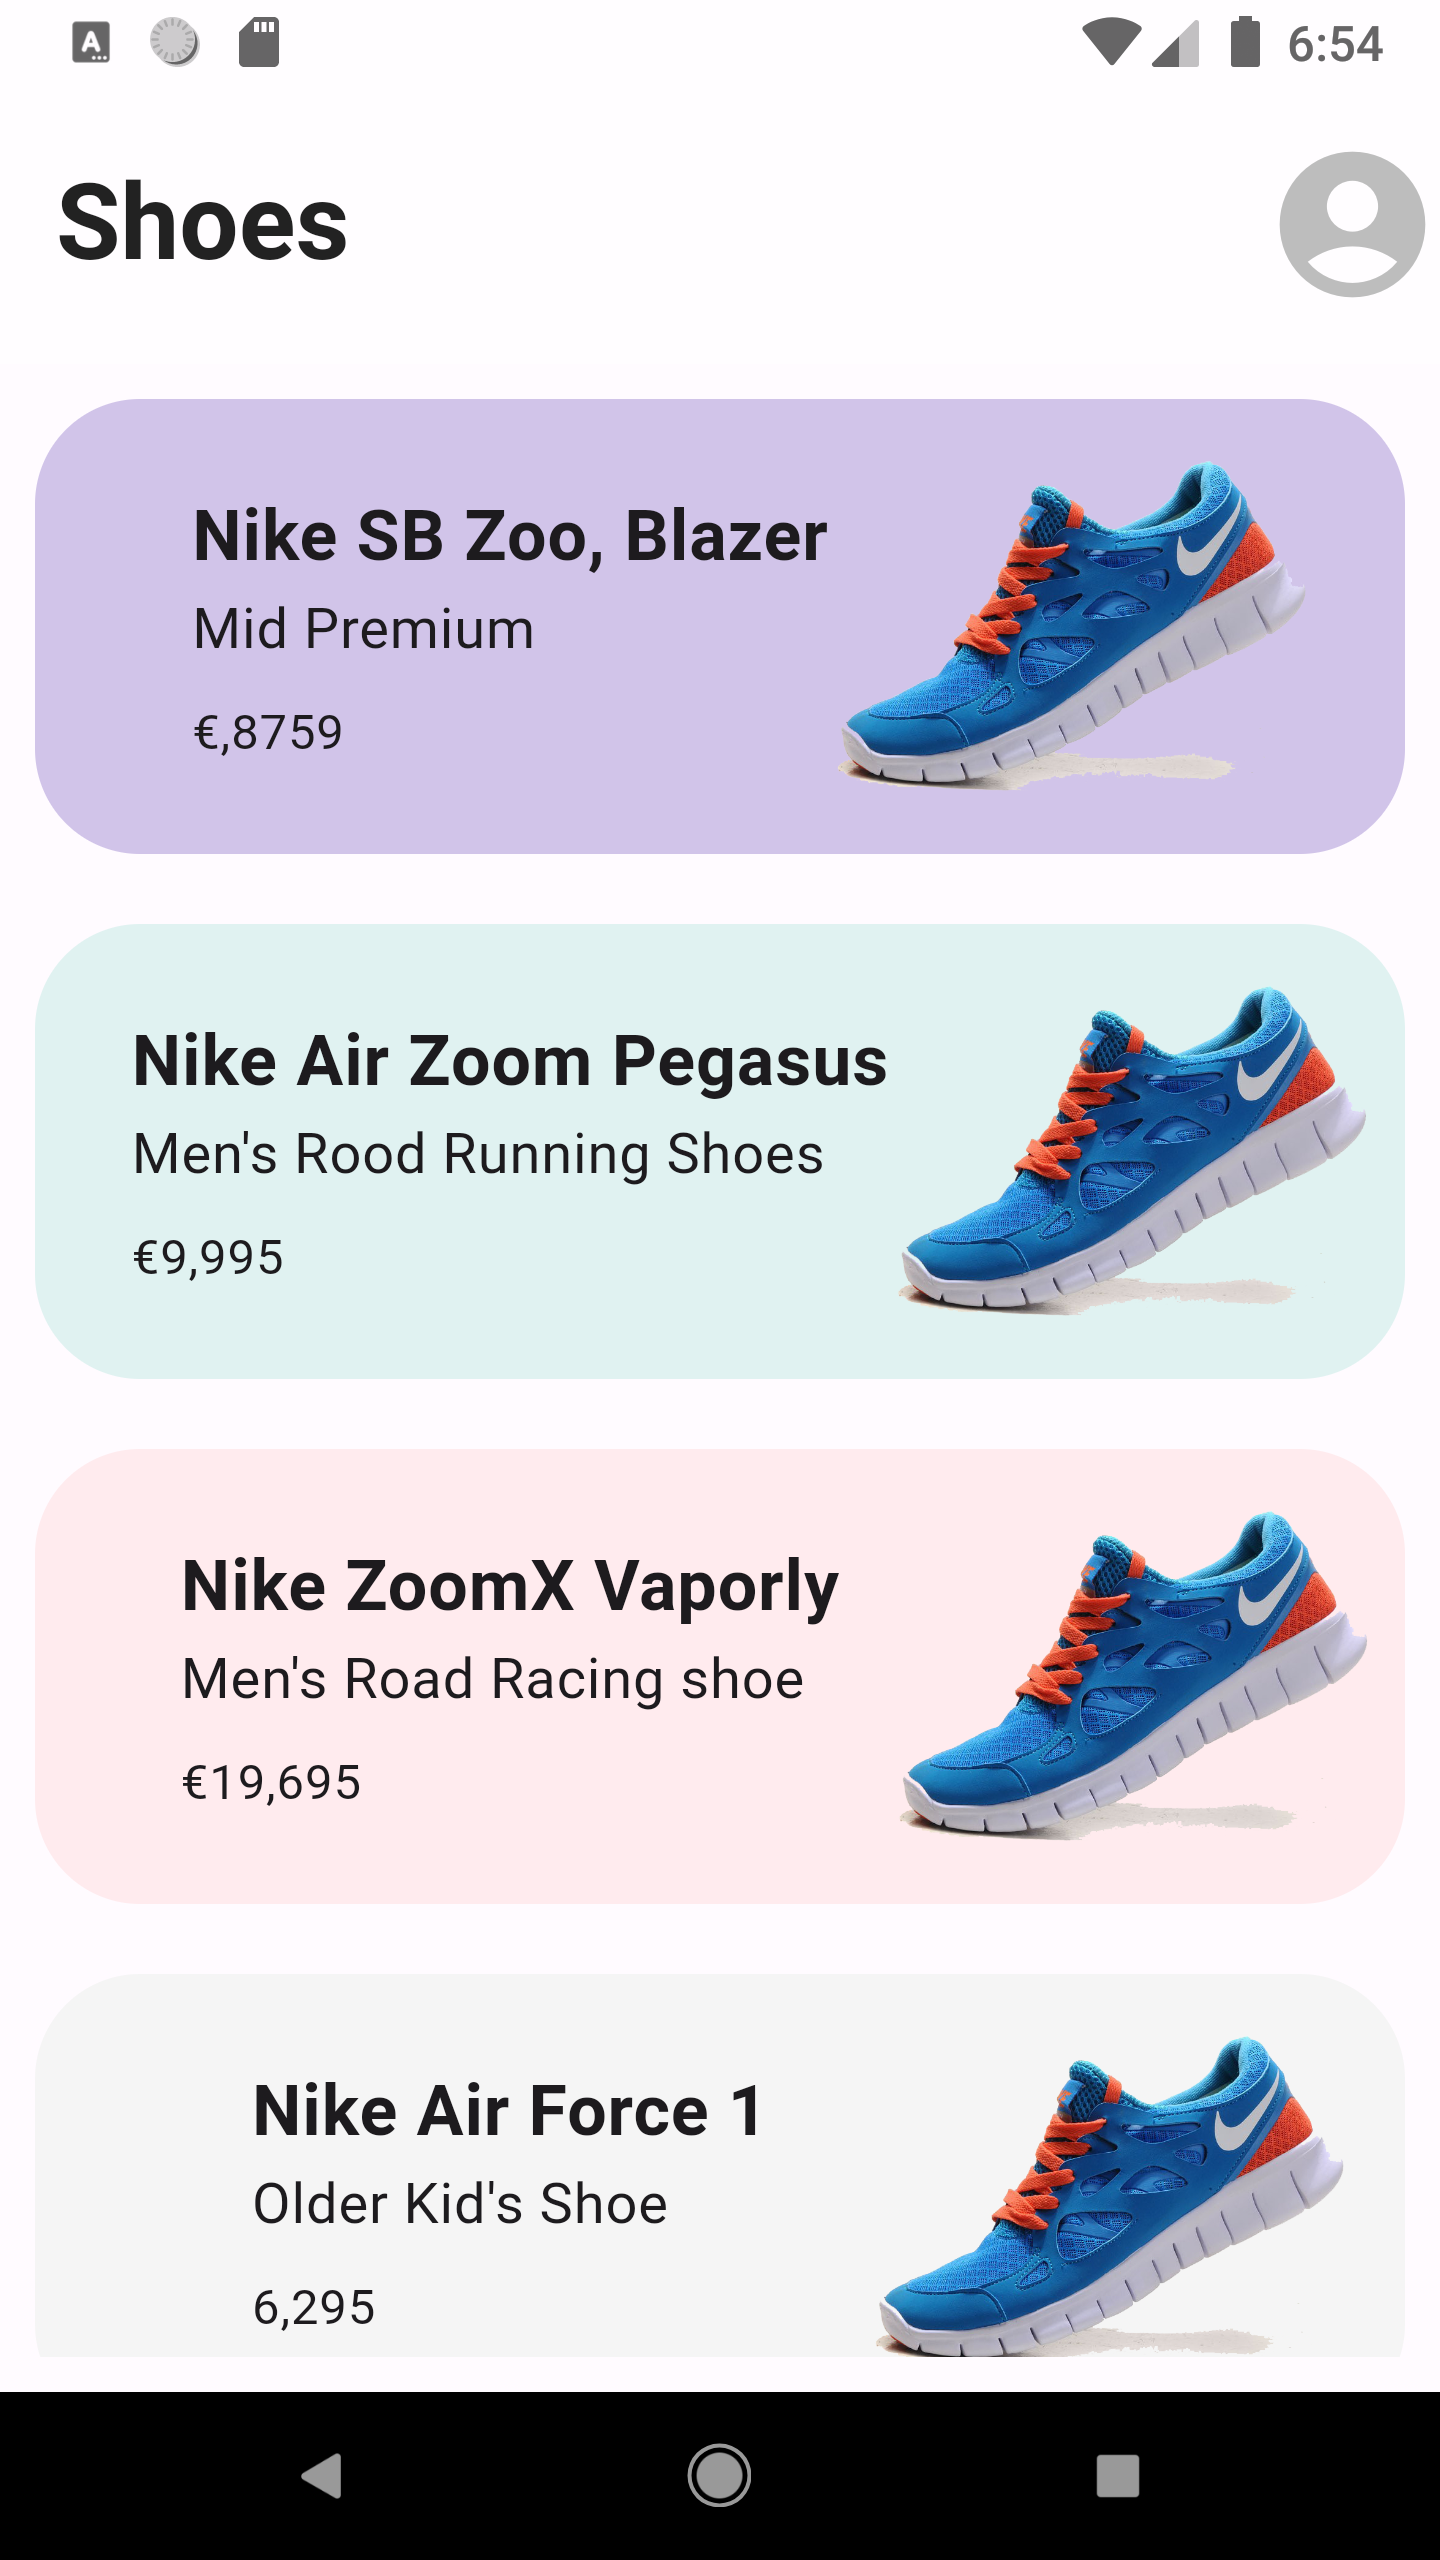 6:54
Shoes
Nike SB Zoo, Blazer
Mid Premium
€,8759
Nike Air Zoom Pegasus
Men's Rood Running Shoes
€9,995
Nike ZoomX Vaporly
Men's Road Racing shoe
€19,695
Nike Air Force 1
Older Kid's Shoe
6,295